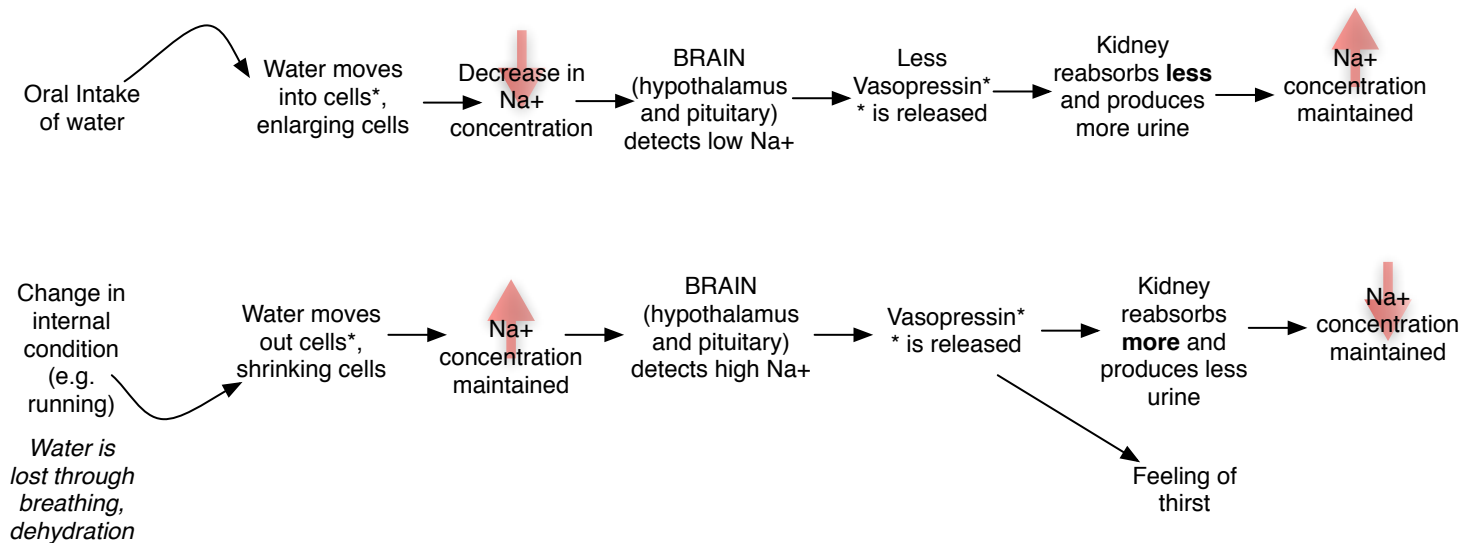 Oral Intake
of water
Water moves
into cells*,
enlarging cells
Decrease in
Na+
concentration
BRAIN
(hypothalamus
and pituitary)
detects low Na+
Less
Vasopressin*
* is released
Kidney
reabsorbs less
and produces
more urine
Na+
concentration
maintained
Change in
internal
condition
(e.g.
running)
Water is
lost through
breathing,
dehydration
Water moves
out cells*,
shrinking cells
Na+
concentration
maintained
BRAIN
(hypothalamus
and pituitary)
detects high Na+
Vasopressin*
* is released
Kidney
reabsorbs
more and
produces less
urine
Na+
concentration
maintained
Feeling of
thirst